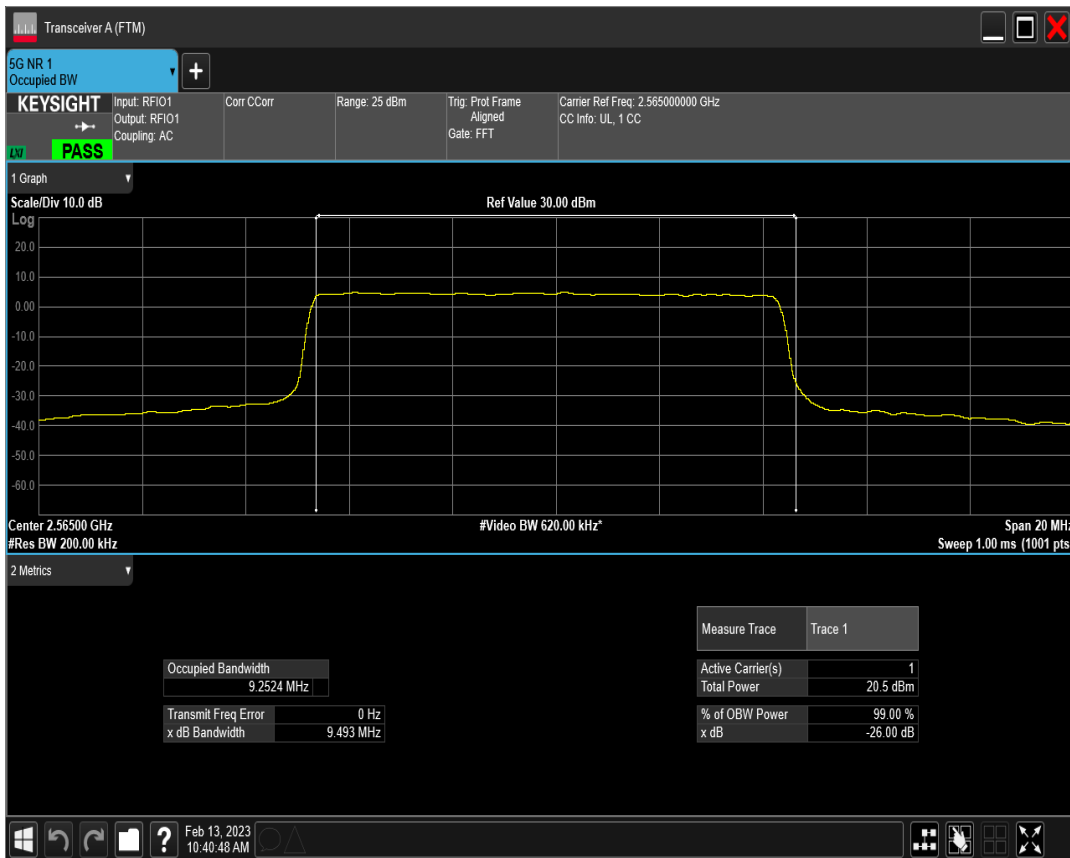 Transceiver A (FTM)
5G NR 1
Occupied BW
+
KEYSIGHT
LXI
PASS
Input: RFIO1
Output: RFIO1
Coupling: AC
Corr CCorr
Range: 25 dBm
Trig: Prot Frame
Aligned
Gate: FFT
Carrier Ref Freq: 2.565000000 GHz
CC Info: UL, 1 CC
1 Graph
Scale/Div 10.0 dB
Ref Value 30.00 dBm
Log
20.0
10.0
0.00
-10.0
-20.0
-30.0
-40.0
-50.0
-60.0
Center 2.56500 GHz
#Video BW 620.00 kHz*
Span 20 MHz
#Res BW 200.00 kHz
Sweep 1.00 ms (1001 pts
2 Metrics
Measure Trace Trace 1
Occupied Bandwidth
9.2524 MHz
Active Carrier(s) 1
Total Power 20.5 dBm
Transmit Freq Error 0 Hz
x dB Bandwidth 9.493 MHz
% of OBW Power 99.00 %
x dB -26.00 dB
?
Feb 13, 2023
10:40:48 AM